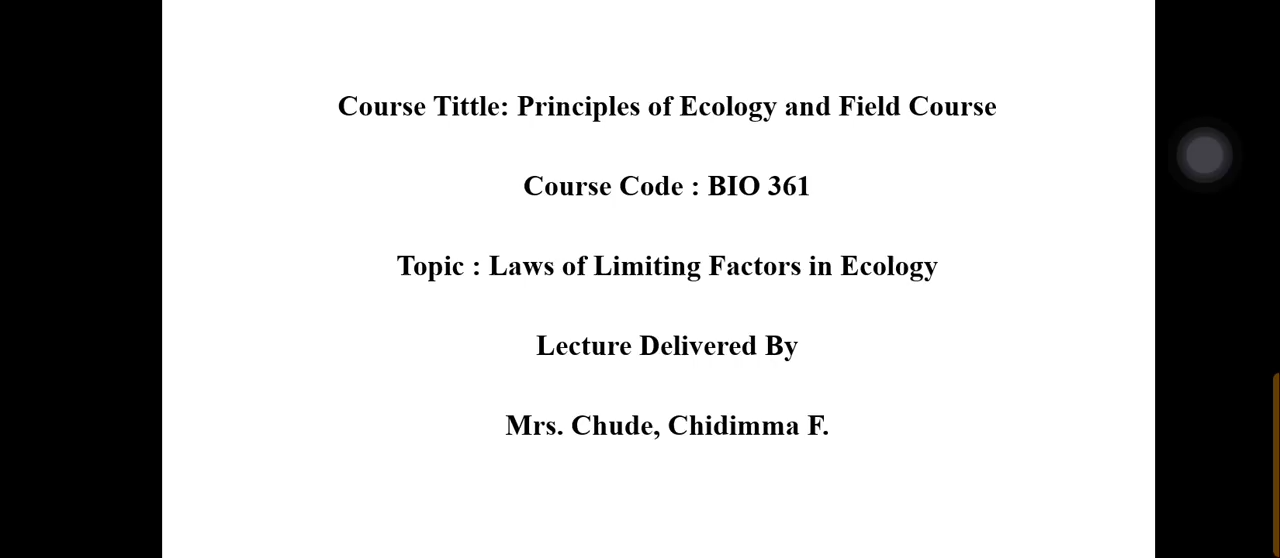 Course Tittle: Principles of Ecology and Field Course
Course Code : BIO 361
Topic : Laws of Limiting Factors in Ecology
Lecture Delivered By
Mrs. Chude, Chidimma F.